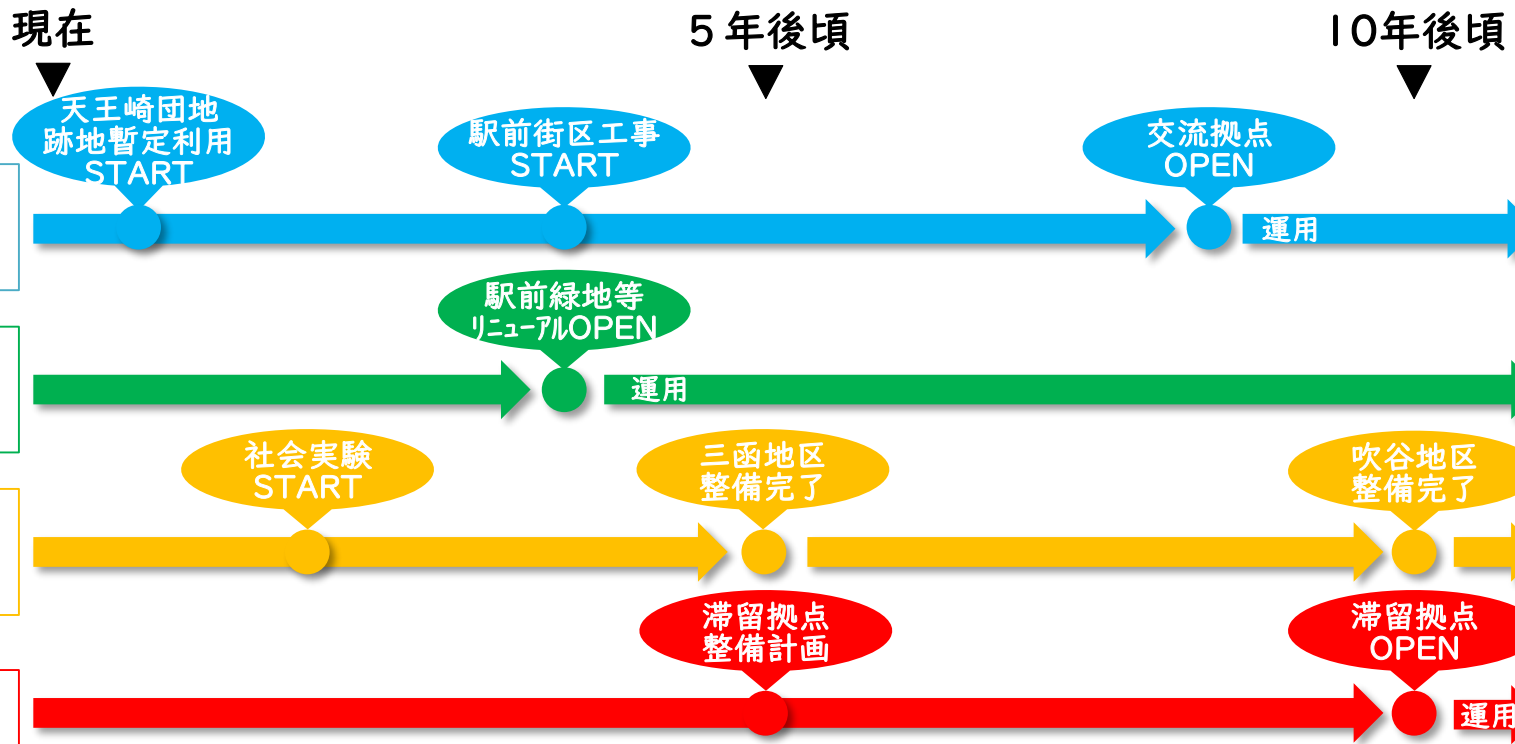 現在
5年後頃
10年後頃
天王崎団地
跡地暫定利用
START
駅前街区工事
START
交流拠点
OPEN
運用
駅前緑地等
リニューアルOPEN
運用
社会実験
START
三函地区
整備完了
吹谷地区
整備完了
滞留拠点
整備計画
滞留拠点
OPEN
運用